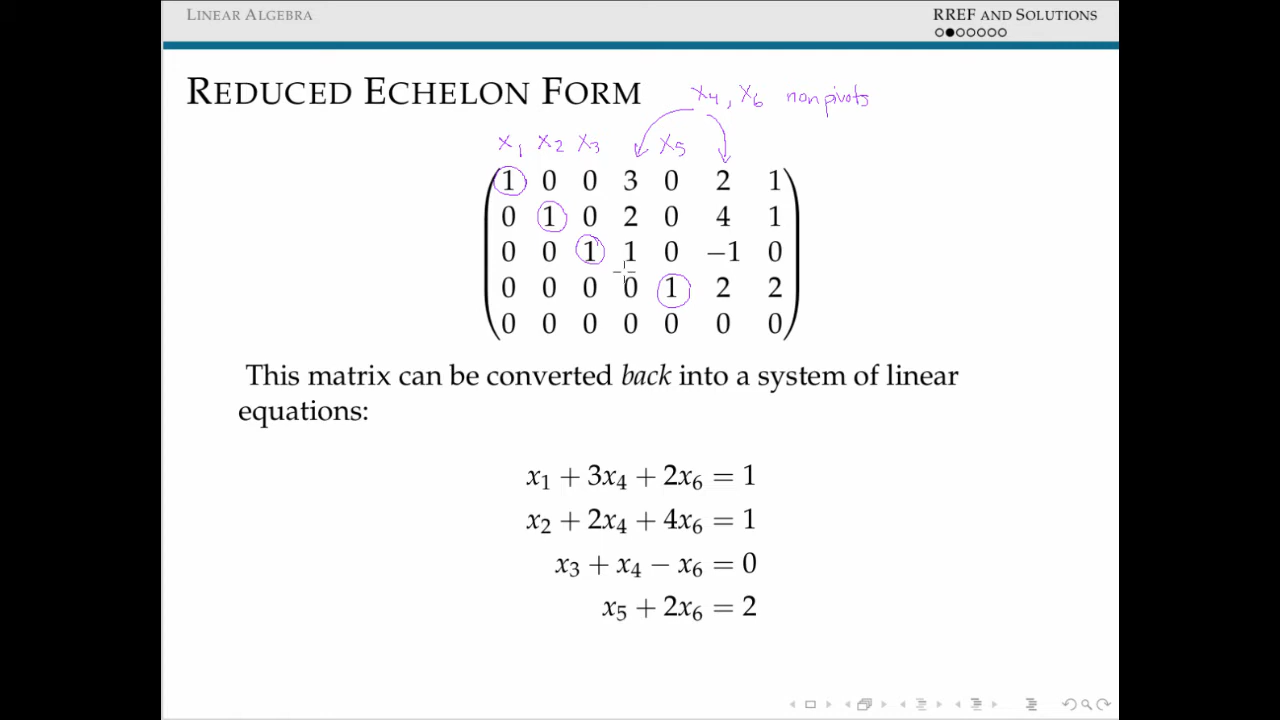 LINEAR ALGEBRA
RREF AND SOLUTIONS
REDUCED ECHELON FORM
x4, x6 nonpivots
x1 x2 x3 x5
1 0 0 3 0 2 1
0 1 0 2 0 4 1
0 0 1 1 0 −1 0
0 0 0 0 1 2 2
0 0 0 0 0 0 0
This matrix can be converted back into a system of linear
equations:
x₁ + 3x₄ + 2x₆ = 1
x₂ + 2x₄ + 4x₆ = 1
x₃ + x₄ − x₆ = 0
x₅ + 2x₆ = 2